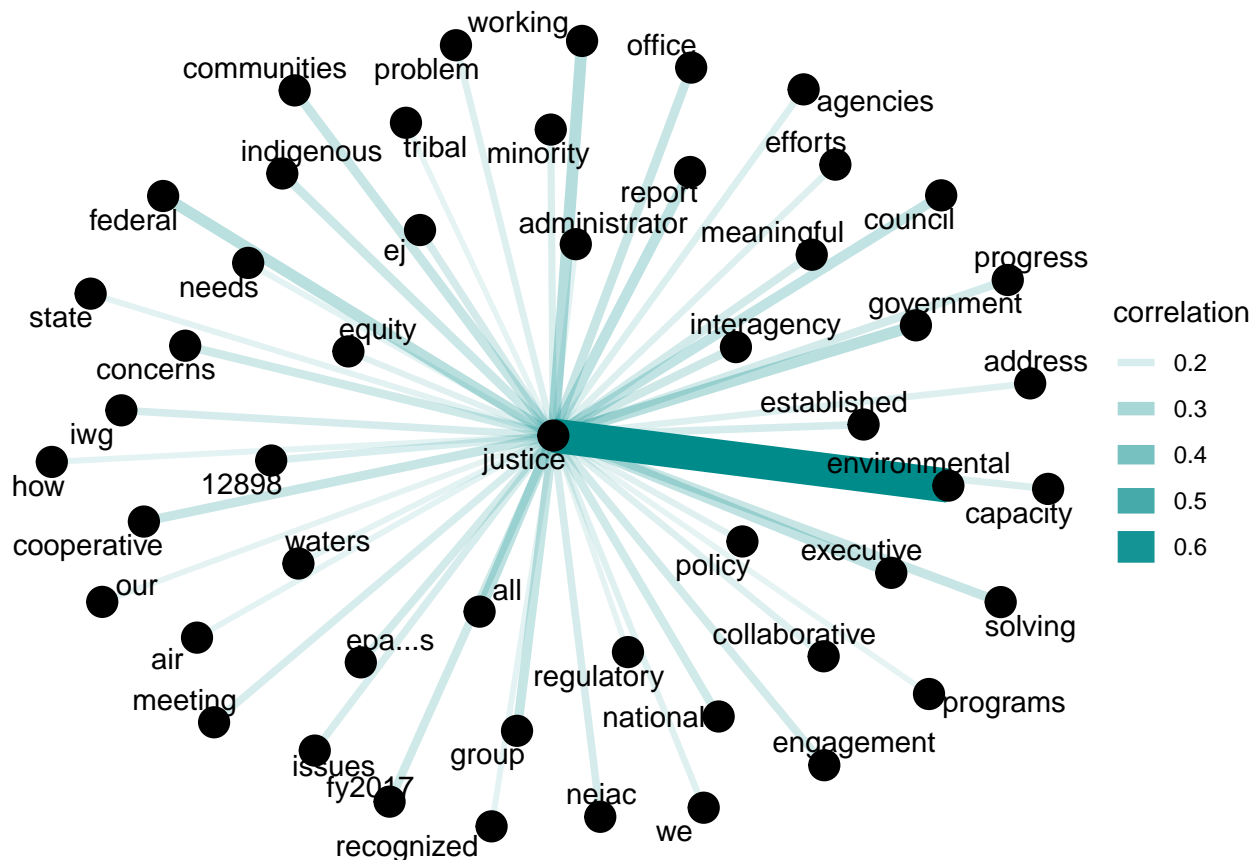 working
office
communities
problem
agencies
tribal
minority
efforts
indigenous
report
federal
administrator
council
ej
meaningful
progress
needs
government
state
equity
interagency
correlation
concerns
0.2
address
iwg
established
0.3
justice
environmental
0.4
how
12898
capacity
0.5
cooperative
waters
policy
executive
0.6
our
all
solving
air
epa...s
collaborative
meeting
regulatory
programs
national
issues
group
engagement
fy2017
nejac
recognized
we